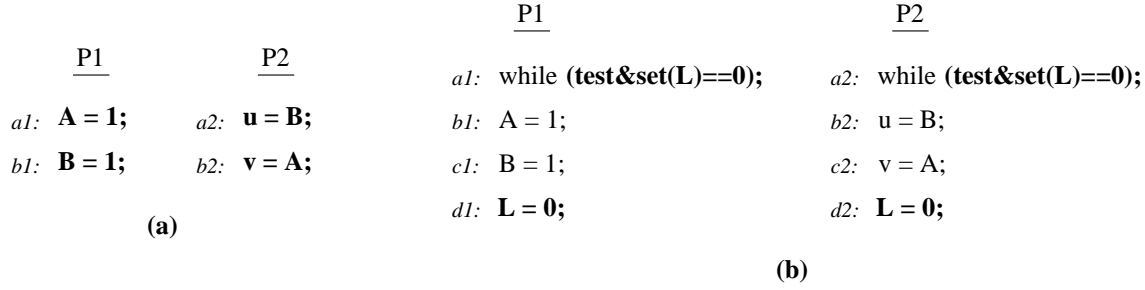 P1 P2
a1: A = 1; a2: u = B;
b1: B = 1; b2: v = A;
(a)
P1 P2
a1: while (test&set(L)==0); a2: while (test&set(L)==0);
b1: A = 1; b2: u = B;
c1: B = 1; c2: v = A;
d1: L = 0; d2: L = 0;
(b)